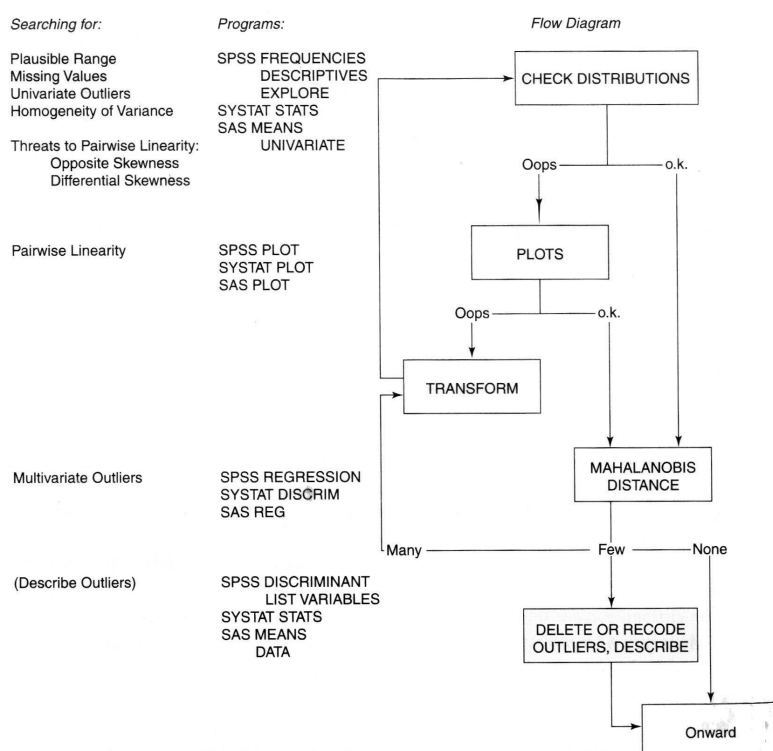 Searching for:
Programs:
Flow Diagram
Plausible Range
Missing Values
Univariate Outliers
Homogeneity of Variance
Threats to Pairwise Linearity:
Opposite Skewness
Differential Skewness
SPSS FREQUENCIES
DESCRIPTIVES
EXPLORE
SYSTAT STATS
SAS MEANS
UNIVARIATE
CHECK DISTRIBUTIONS
Oops
o.k.
Pairwise Linearity
SPSS PLOT
SYSTAT PLOT
SAS PLOT
PLOTS
Oops
o.k.
TRANSFORM
Multivariate Outliers
SPSS REGRESSION
SYSTAT DISCRIM
SAS REG
MAHALANOBIS
DISTANCE
Many
Few
None
(Describe Outliers)
SPSS DISCRIMINANT
LIST VARIABLES
SYSTAT STATS
SAS MEANS
DATA
DELETE OR RECODE
OUTLIERS, DESCRIBE
Onward